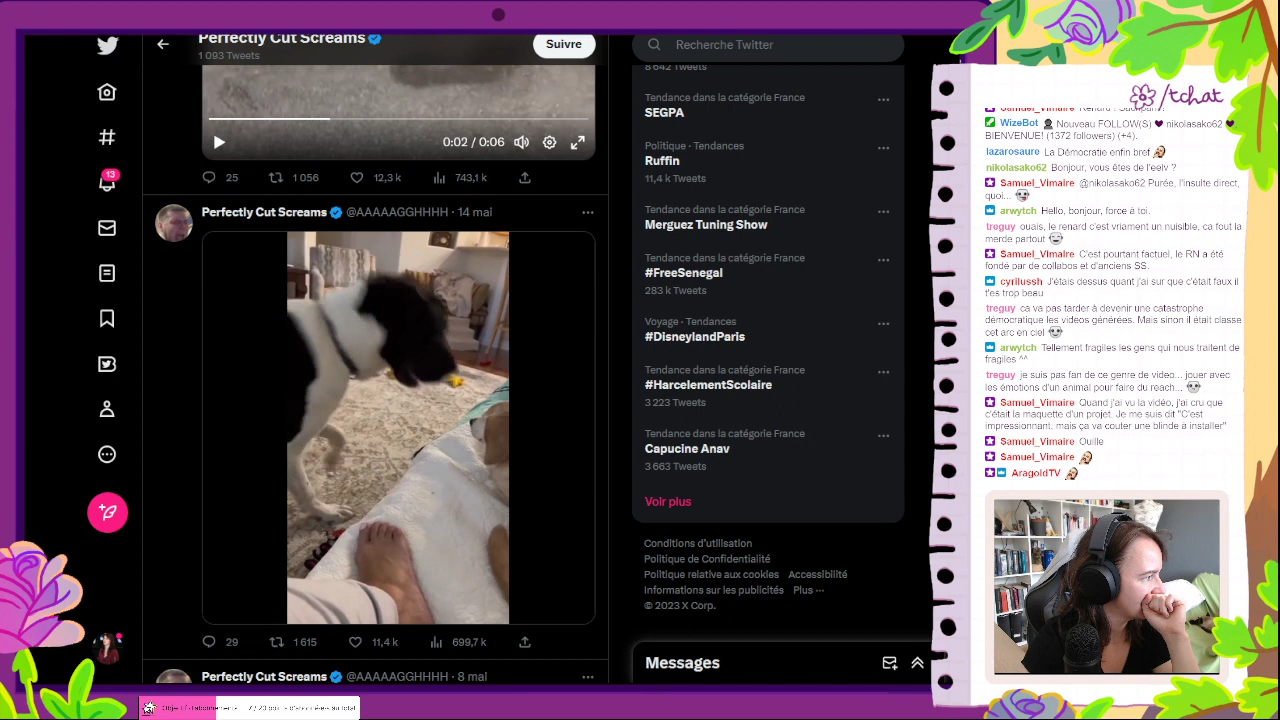 Perfectly Cut Screams
1 093 Tweets
Suivre
0:02 / 0:06
25
1 056
12,3 k
743,1 k
Perfectly Cut Screams @AAAAAGGHHHH · 14 mai
29
1 615
11,4 k
699,7 k
Perfectly Cut Screams @AAAAAGGHHHH · 8 mai
13
Recherche Twitter
8 642 Tweets
Tendance dans la catégorie France
SEGPA
Politique · Tendances
Ruffin
11,4 k Tweets
Tendance dans la catégorie France
Merguez Tuning Show
Tendance dans la catégorie France
#FreeSenegal
283 k Tweets
Voyage · Tendances
#DisneylandParis
Tendance dans la catégorie France
#HarcelementScolaire
3 223 Tweets
Tendance dans la catégorie France
Capucine Anav
3 663 Tweets
Voir plus
Conditions d'utilisation
Politique de Confidentialité
Politique relative aux cookies Accessibilité
Informations sur les publicités Plus ···
© 2023 X Corp.
Messages
/tchat
WizeBot Nouveau FOLLOW(S) nikolasako62
BIENVENUE! (1372 followers) (+4).
lazarosaure La Démocratie enfin bref
nikolasako62 Bonjour, vous êtes de l'eelv ?
Samuel_Vimaire @nikolasako62 Purée, l'insulte direct,
quoi...
arwytch Hello, bonjour, force à toi.
treguy ouais, le renard c'est vriament un nuisible, ca fout la
merde partout
Samuel_Vimaire C'est pourtant factuel, le RN a été
fondé par de collabos et d'anciens SS.
cyrilussh J'étais dessus quant j'ai sur que c'était faux il
t'es trop beau
treguy ca va pas tarder à devenir une catastrophe
démocratique les videos générées. Mais sinon il était classe
cet arc en ciel
arwytch Tellement fragiles les gens qui nous traitent de
fragiles ^^
treguy je suis pas fan de ce genre de video... jouer avec
les émotions d'un animal pour faire du reach...
Samuel_Vimaire Quand j'ai vu la vidéo, j'ai cru que
c'était la maquette d'un projet. Je me suis dit "C'est
impressionnant, mais ça va couter une blinde à installer"
Samuel_Vimaire Ouille
Samuel_Vimaire
AragoldTV